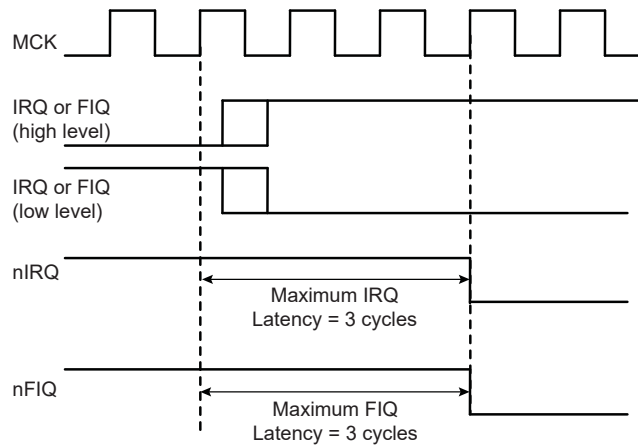 MCK
IRQ or FIQ
(high level)
IRQ or FIQ
(low level)
nIRQ
Maximum IRQ
Latency = 3 cycles
nFIQ
Maximum FIQ
Latency = 3 cycles